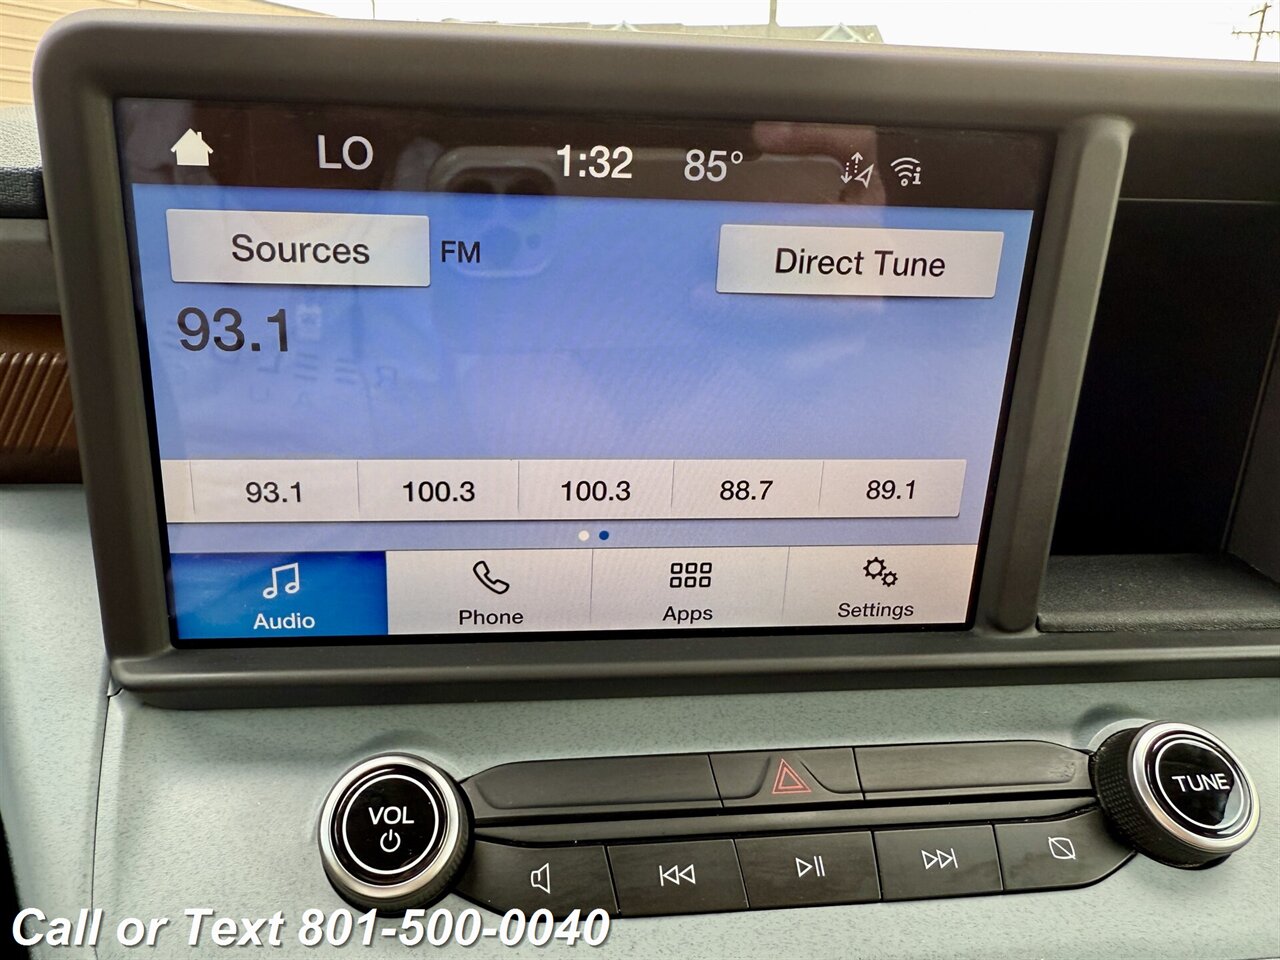 LO 1:32 85°
Sources FM Direct Tune
93.1
93.1 100.3 100.3 88.7 89.1
Audio Phone Apps Settings
VOL TUNE
Call or Text 801-500-0040